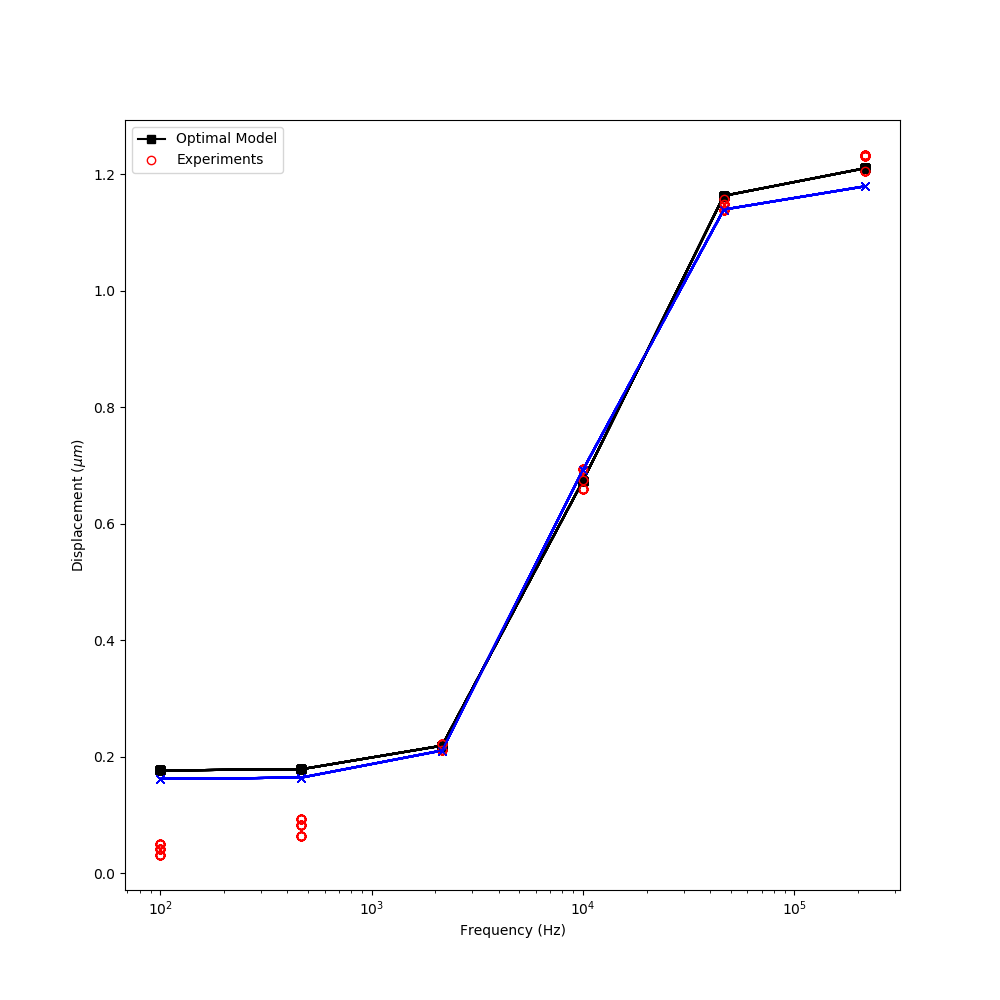 Optimal Model
Experiments
1.2
1.0
0.8
0.6
0.4
0.2
0.0
Displacement (μm)
10²
10³
10⁴
10⁵
Frequency (Hz)